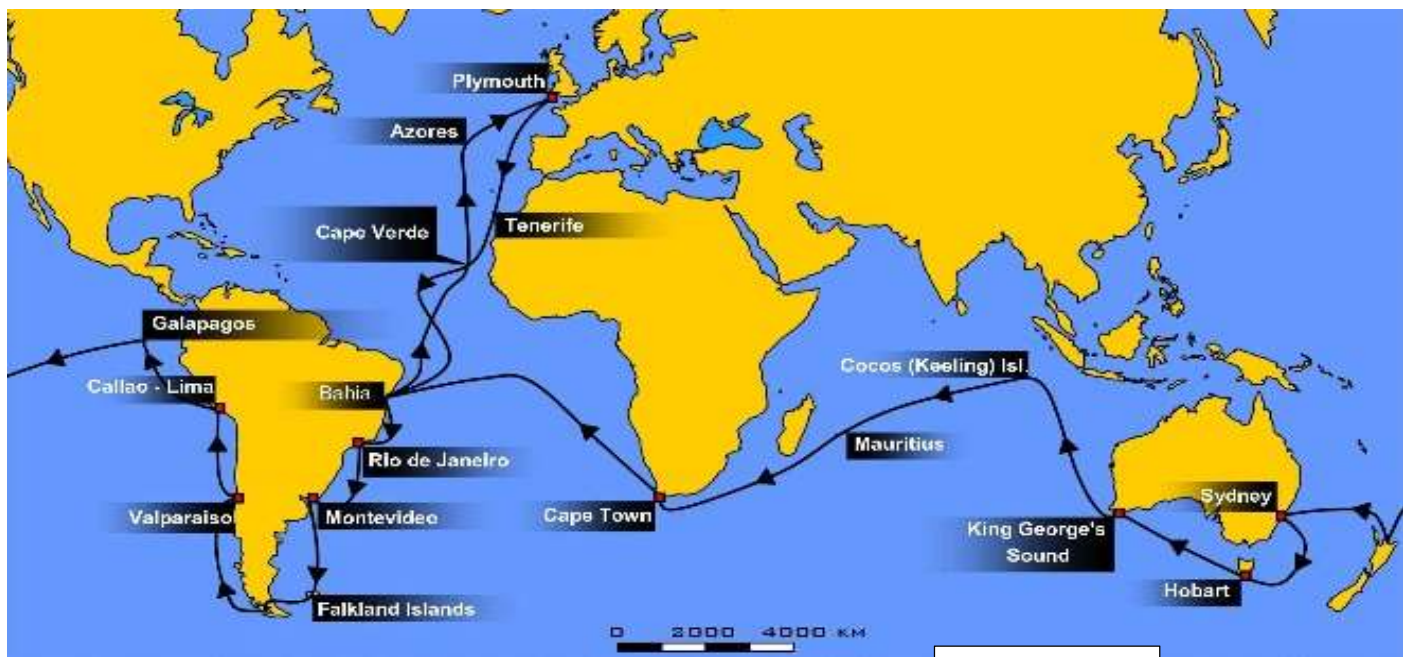 Plymouth
Azores
Cape Verde
Tenerife
Galapagos
Callao - Lima
Bahia
Cocos (Keeling) Isl.
Mauritius
Rio de Janeiro
Valparaiso
Montevideo
Cape Town
Sydney
King George's
Sound
Hobart
Falkland Islands
0 2000 4000 KM